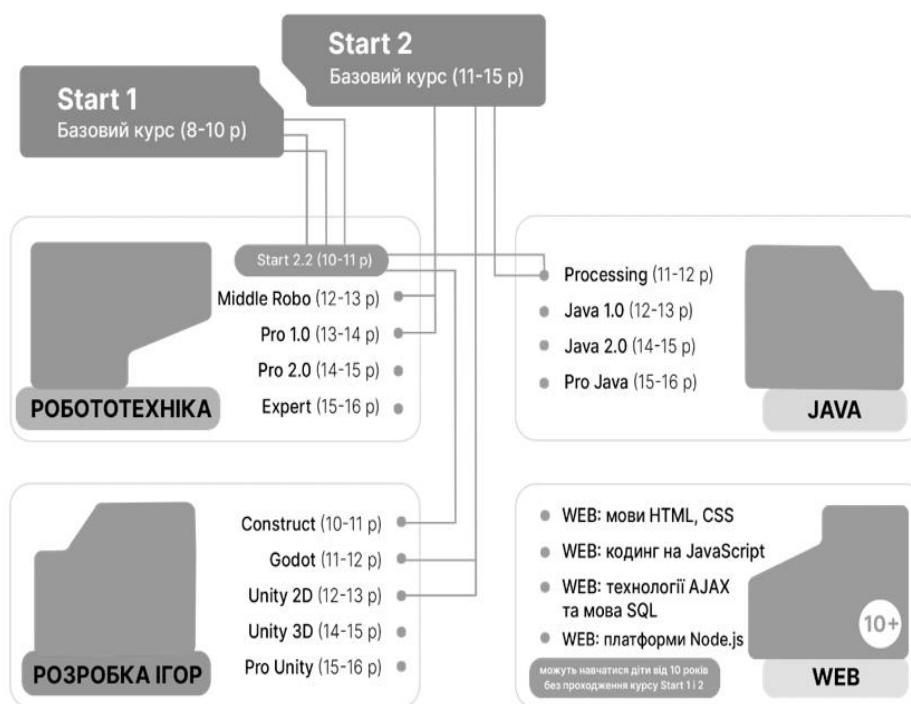 Start 1
Базовий курс (8-10 р)
Start 2
Базовий курс (11-15 р)
Start 2.2 (10-11 р)
Middle Robo (12-13 р)
Pro 1.0 (13-14 р)
Pro 2.0 (14-15 р)
Expert (15-16 р)
РОБОТОТЕХНІКА
Processing (11-12 р)
Java 1.0 (12-13 р)
Java 2.0 (14-15 р)
Pro Java (15-16 р)
JAVA
Construct (10-11 р)
Godot (11-12 р)
Unity 2D (12-13 р)
Unity 3D (14-15 р)
Pro Unity (15-16 р)
РОЗРОБКА ІГОР
WEB: мови HTML, CSS
WEB: кодинг на JavaScript
WEB: технології AJAX
та мова SQL
WEB: платформи Node.js
можуть навчатися діти від 10 років
без проходження курсу Start 1 і 2
10+
WEB